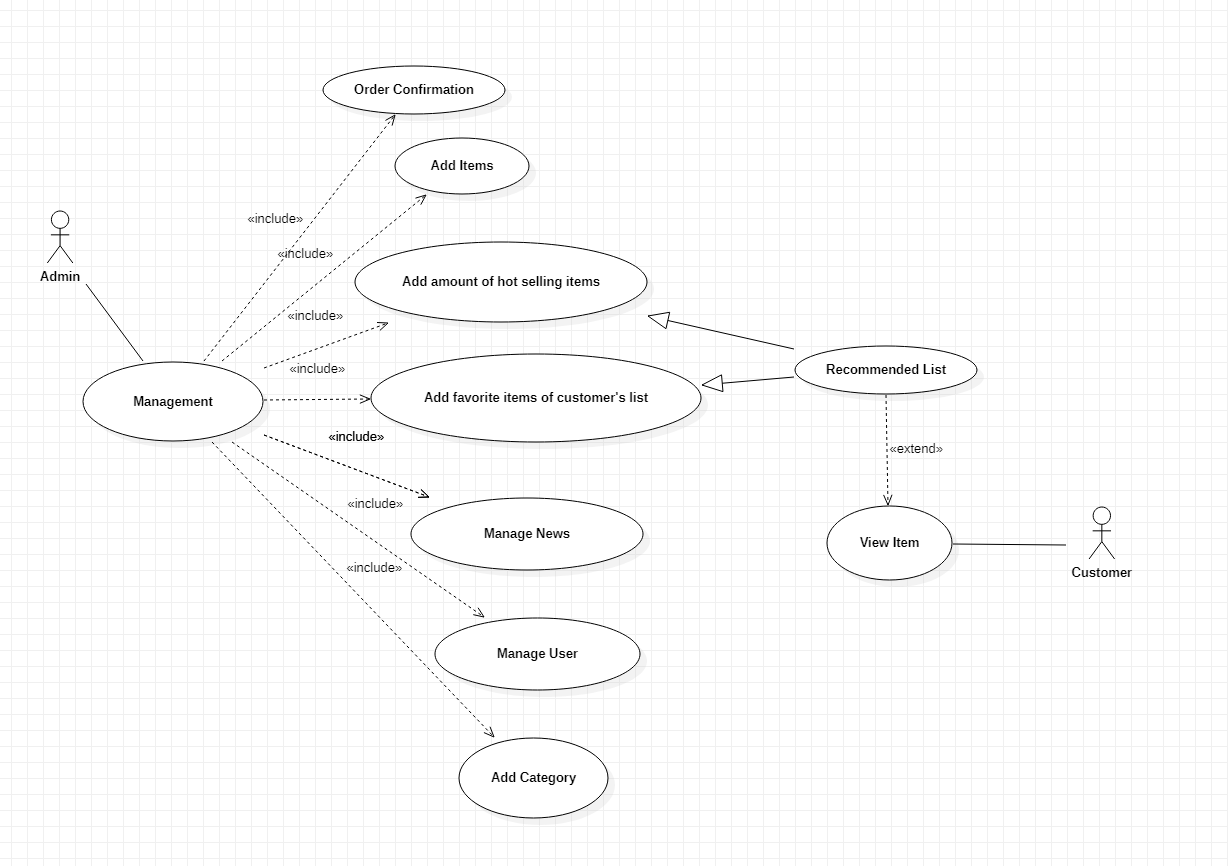 Order Confirmation
Add Items
«include»
Admin
«include»
Add amount of hot selling items
«include»
«include»
Recommended List
Management
Add favorite items of customer's list
«include»
«extend»
«include»
Manage News
View Item
«include»
Customer
Manage User
Add Category